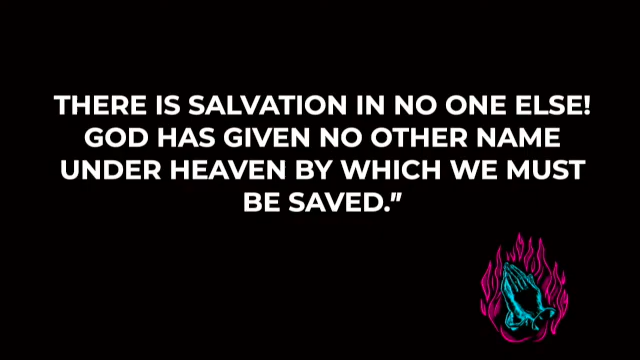 THERE IS SALVATION IN NO ONE ELSE!
GOD HAS GIVEN NO OTHER NAME
UNDER HEAVEN BY WHICH WE MUST
BE SAVED."